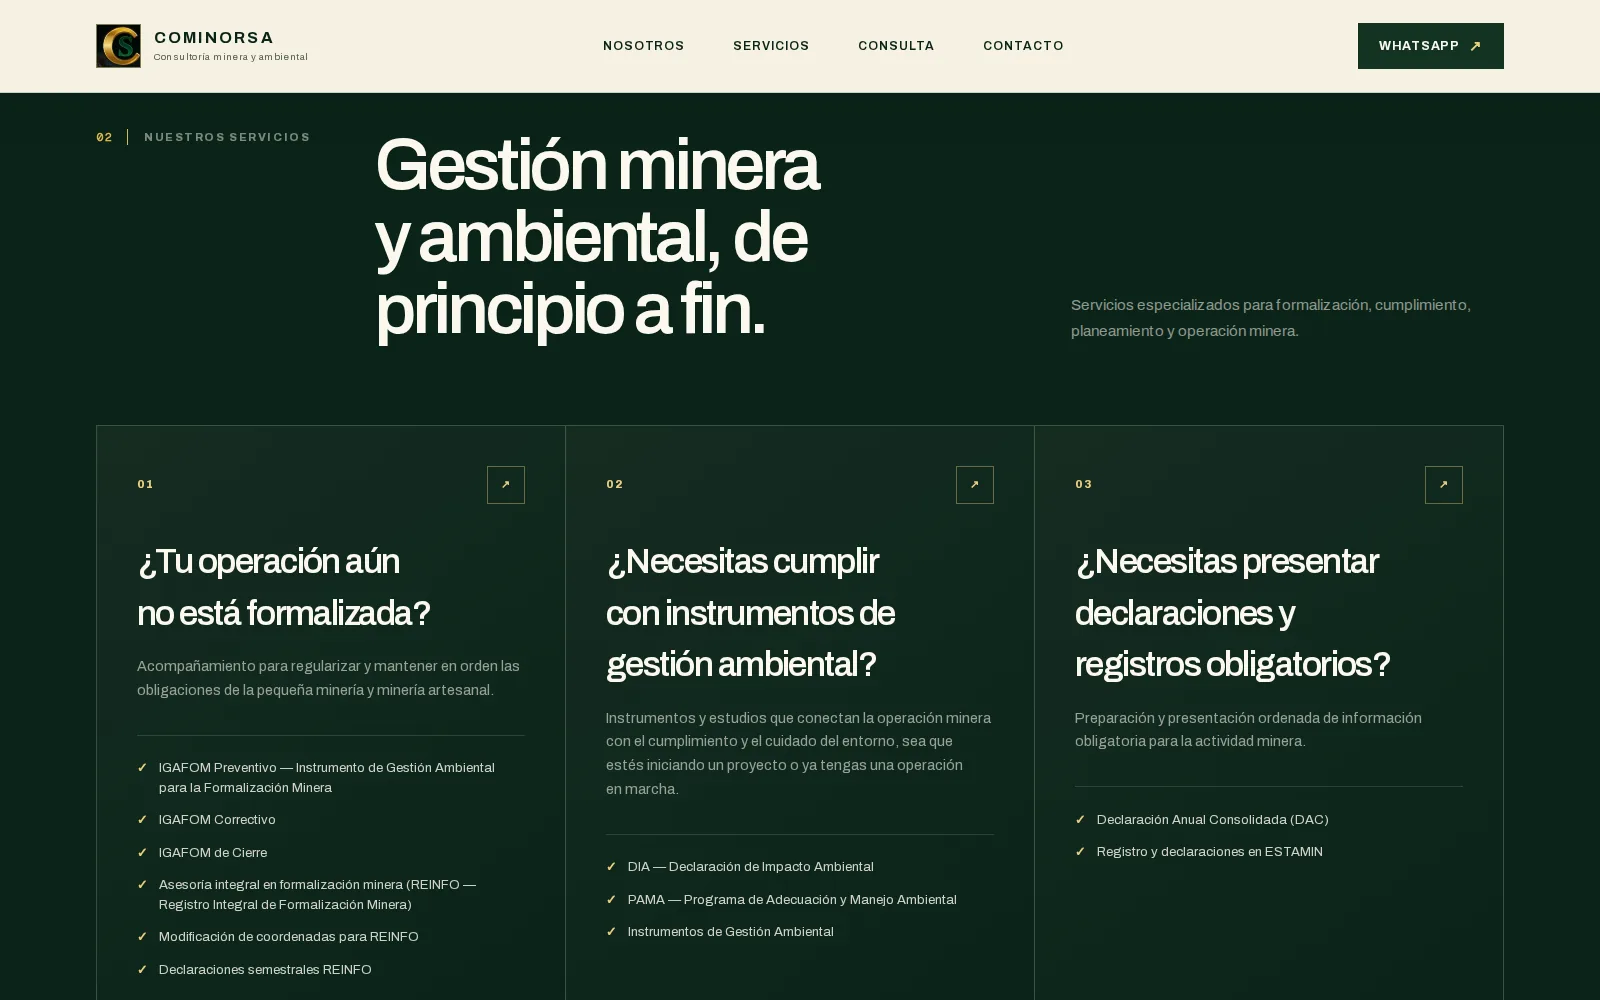 COMINORSA
Consultoría minera y ambiental
NOSOTROS
SERVICIOS
CONSULTA
CONTACTO
WHATSAPP ↗
02
NUESTROS SERVICIOS
Gestión minera
y ambiental, de
principio a fin.
Servicios especializados para formalización, cumplimiento,
planeamiento y operación minera.
01
↗
¿Tu operación aún
no está formalizada?
Acompañamiento para regularizar y mantener en orden las
obligaciones de la pequeña minería y minería artesanal.
✓ IGAFOM Preventivo — Instrumento de Gestión Ambiental
para la Formalización Minera
✓ IGAFOM Correctivo
✓ IGAFOM de Cierre
✓ Asesoría integral en formalización minera (REINFO —
Registro Integral de Formalización Minera)
✓ Modificación de coordenadas para REINFO
✓ Declaraciones semestrales REINFO
02
↗
¿Necesitas cumplir
con instrumentos de
gestión ambiental?
Instrumentos y estudios que conectan la operación minera
con el cumplimiento y el cuidado del entorno, sea que
estés iniciando un proyecto o ya tengas una operación
en marcha.
✓ DIA — Declaración de Impacto Ambiental
✓ PAMA — Programa de Adecuación y Manejo Ambiental
✓ Instrumentos de Gestión Ambiental
03
↗
¿Necesitas presentar
declaraciones y
registros obligatorios?
Preparación y presentación ordenada de información
obligatoria para la actividad minera.
✓ Declaración Anual Consolidada (DAC)
✓ Registro y declaraciones en ESTAMIN